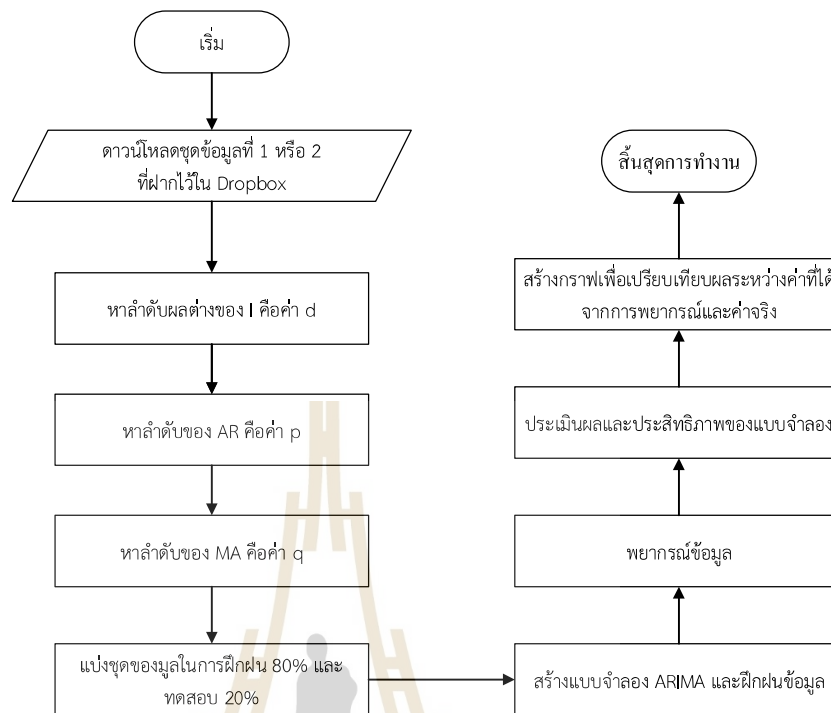 เริ่ม
ดาวน์โหลดชุดข้อมูลที่ 1 หรือ 2
ที่ฝากไว้ใน Dropbox
หาลำดับผลต่างของ I คือค่า d
หาลำดับของ AR คือค่า p
หาลำดับของ MA คือค่า q
แบ่งชุดของมูลในการฝึกฝน 80% และ
ทดสอบ 20%
สร้างแบบจำลอง ARIMA และฝึกฝนข้อมูล
พยากรณ์ข้อมูล
ประเมินผลและประสิทธิภาพของแบบจำลอง
สร้างกราฟเพื่อเปรียบเทียบผลระหว่างค่าที่ได้
จากการพยากรณ์และค่าจริง
สิ้นสุดการทำงาน